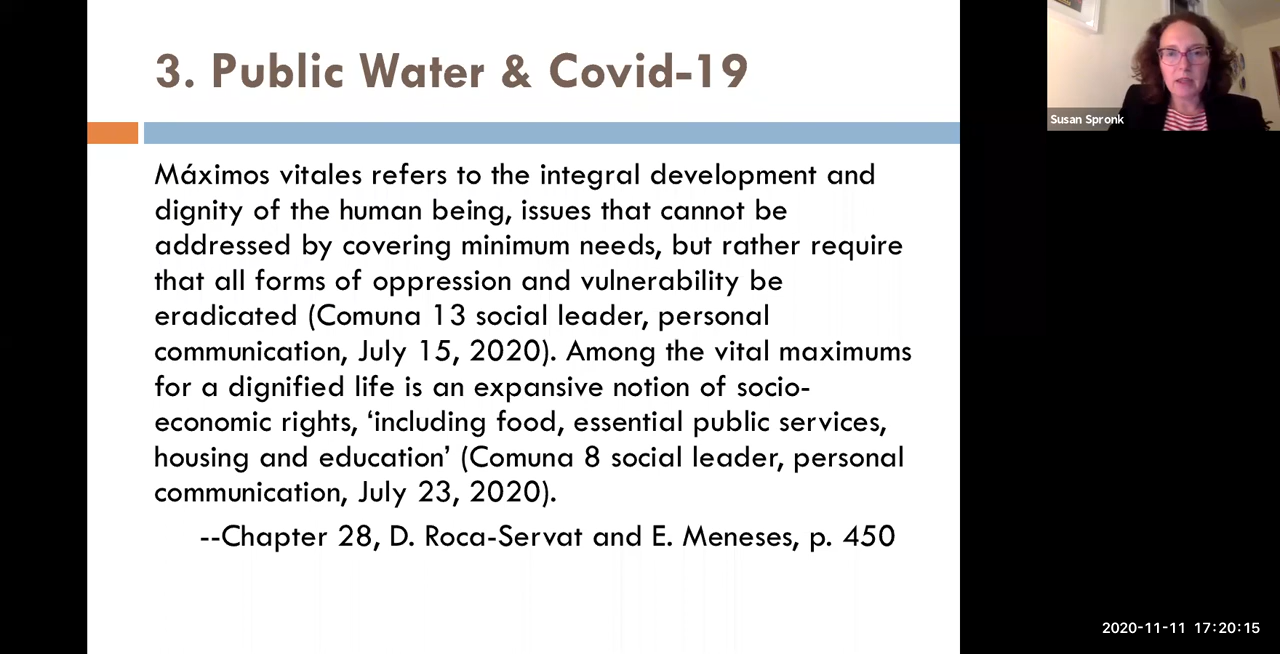 3. Public Water & Covid-19
Susan Spronk
Máximos vitales refers to the integral development and
dignity of the human being, issues that cannot be
addressed by covering minimum needs, but rather require
that all forms of oppression and vulnerability be
eradicated (Comuna 13 social leader, personal
communication, July 15, 2020). Among the vital maximums
for a dignified life is an expansive notion of socio-
economic rights, ‘including food, essential public services,
housing and education’ (Comuna 8 social leader, personal
communication, July 23, 2020).
--Chapter 28, D. Roca-Servat and E. Meneses, p. 450
2020-11-11 17:20:15